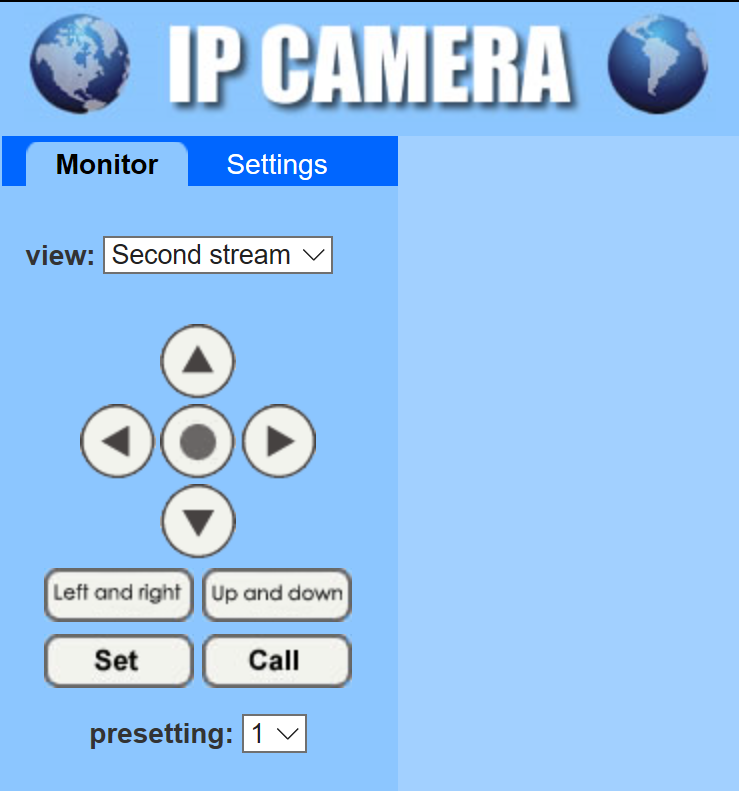 IP CAMERA
Monitor Settings
view: Second stream
Left and right Up and down
Set Call
presetting: 1